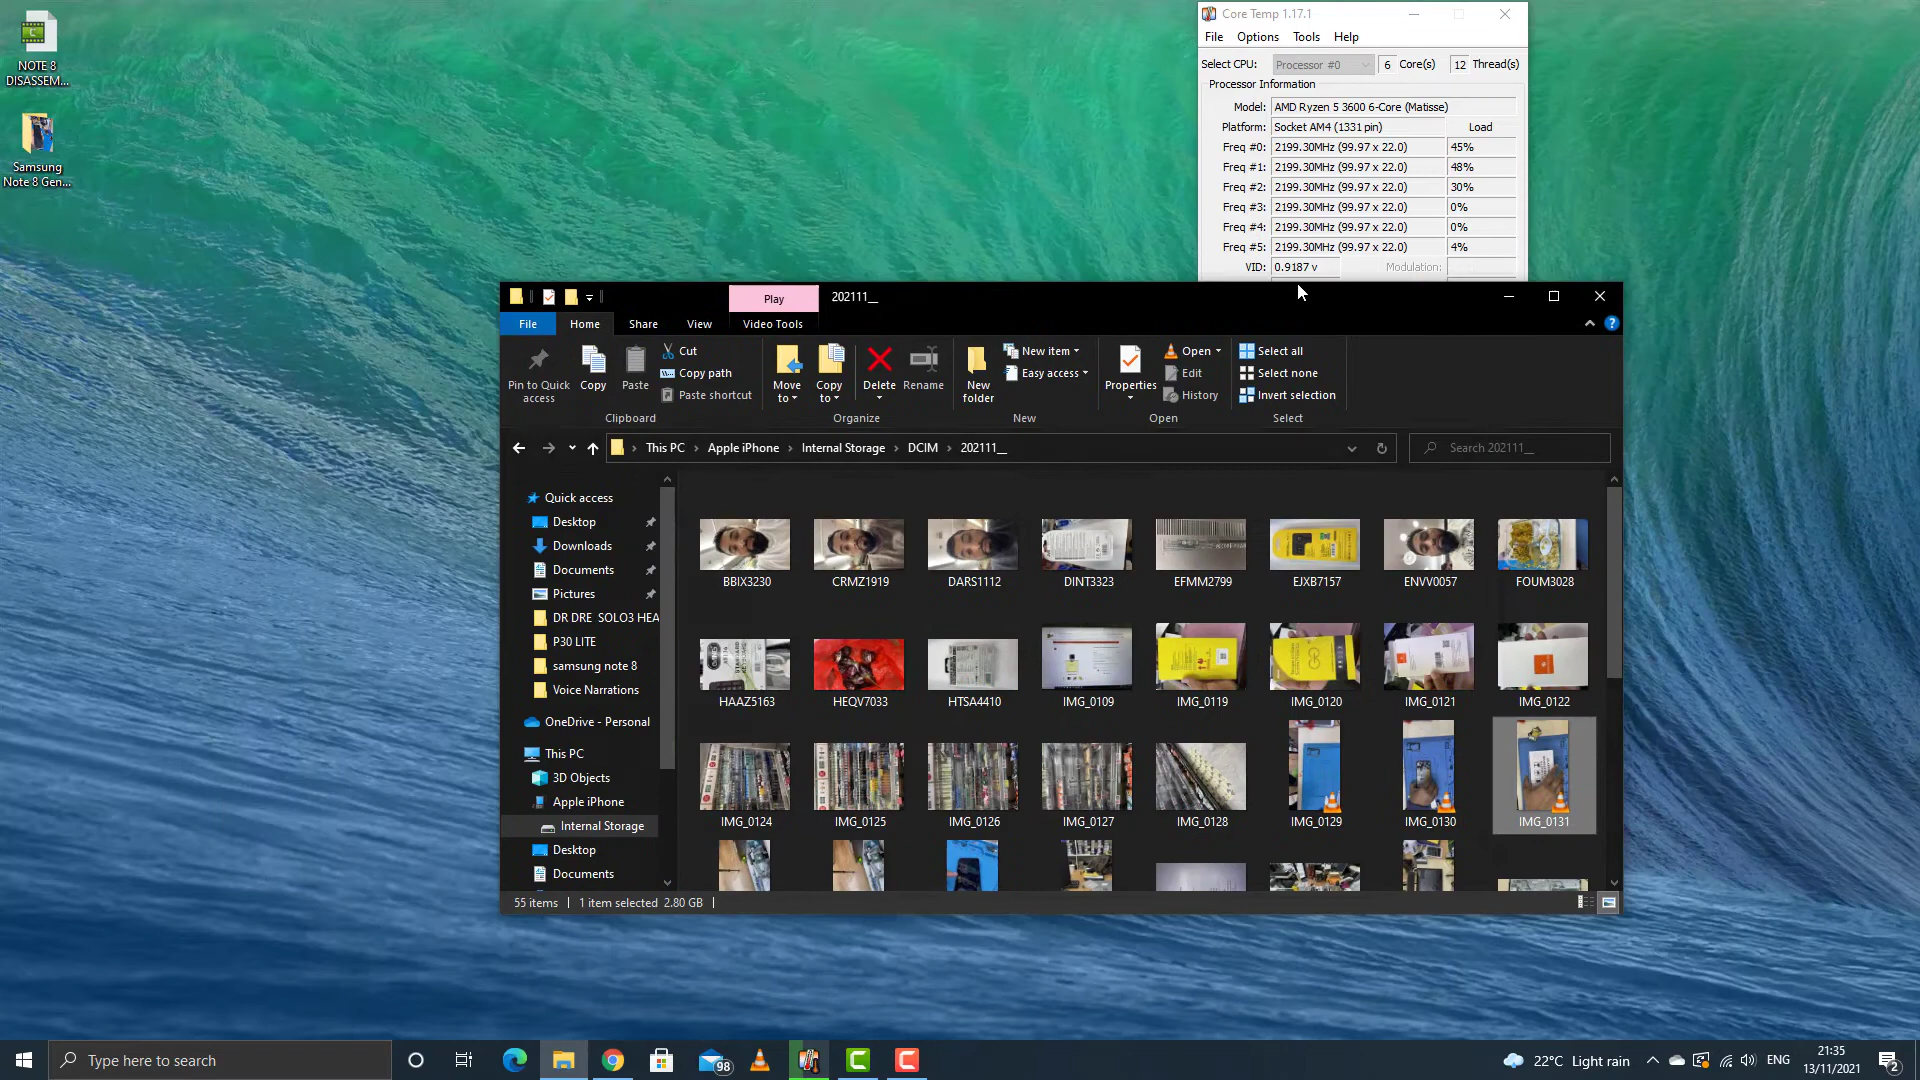 NOTE 8
DISASSEM...
Samsung
Note 8 Gen...
Core Temp 1.17.1
File Options Tools Help
Select CPU: Processor #0 6 Core(s) 12 Thread(s)
Processor Information
Model: AMD Ryzen 5 3600 6-Core (Matisse)
Platform: Socket AM4 (1331 pin) Load
Freq #0: 2199.30MHz (99.97 x 22.0) 45%
Freq #1: 2199.30MHz (99.97 x 22.0) 48%
Freq #2: 2199.30MHz (99.97 x 22.0) 30%
Freq #3: 2199.30MHz (99.97 x 22.0) 0%
Freq #4: 2199.30MHz (99.97 x 22.0) 0%
Freq #5: 2199.30MHz (99.97 x 22.0) 4%
VID: 0.9187 v Modulation:
Play 202111__
File Home Share View Video Tools
Pin to Quick access
Copy
Paste
Cut
Copy path
Paste shortcut
Clipboard
Move to
Copy to
Delete
Rename
Organize
New folder
New item
Easy access
New
Properties
Open
Edit
History
Open
Select all
Select none
Invert selection
Select
This PC Apple iPhone Internal Storage DCIM 202111__
Search 202111__
Quick access
Desktop
Downloads
Documents
Pictures
DR DRE SOLO3 HEA
P30 LITE
samsung note 8
Voice Narrations
OneDrive - Personal
This PC
3D Objects
Apple iPhone
Internal Storage
Desktop
Documents
BBIX3230 CRMZ1919 DARS1112 DINT3323 EFMM2799 EJXB7157 ENVV0057 FOUM3028
HAAZ5163 HEQV7033 HTSA4410 IMG_0109 IMG_0119 IMG_0120 IMG_0121 IMG_0122
IMG_0124 IMG_0125 IMG_0126 IMG_0127 IMG_0128 IMG_0129 IMG_0130 IMG_0131
55 items 1 item selected 2.80 GB
Type here to search
98
22°C Light rain
ENG
21:35
13/11/2021
2